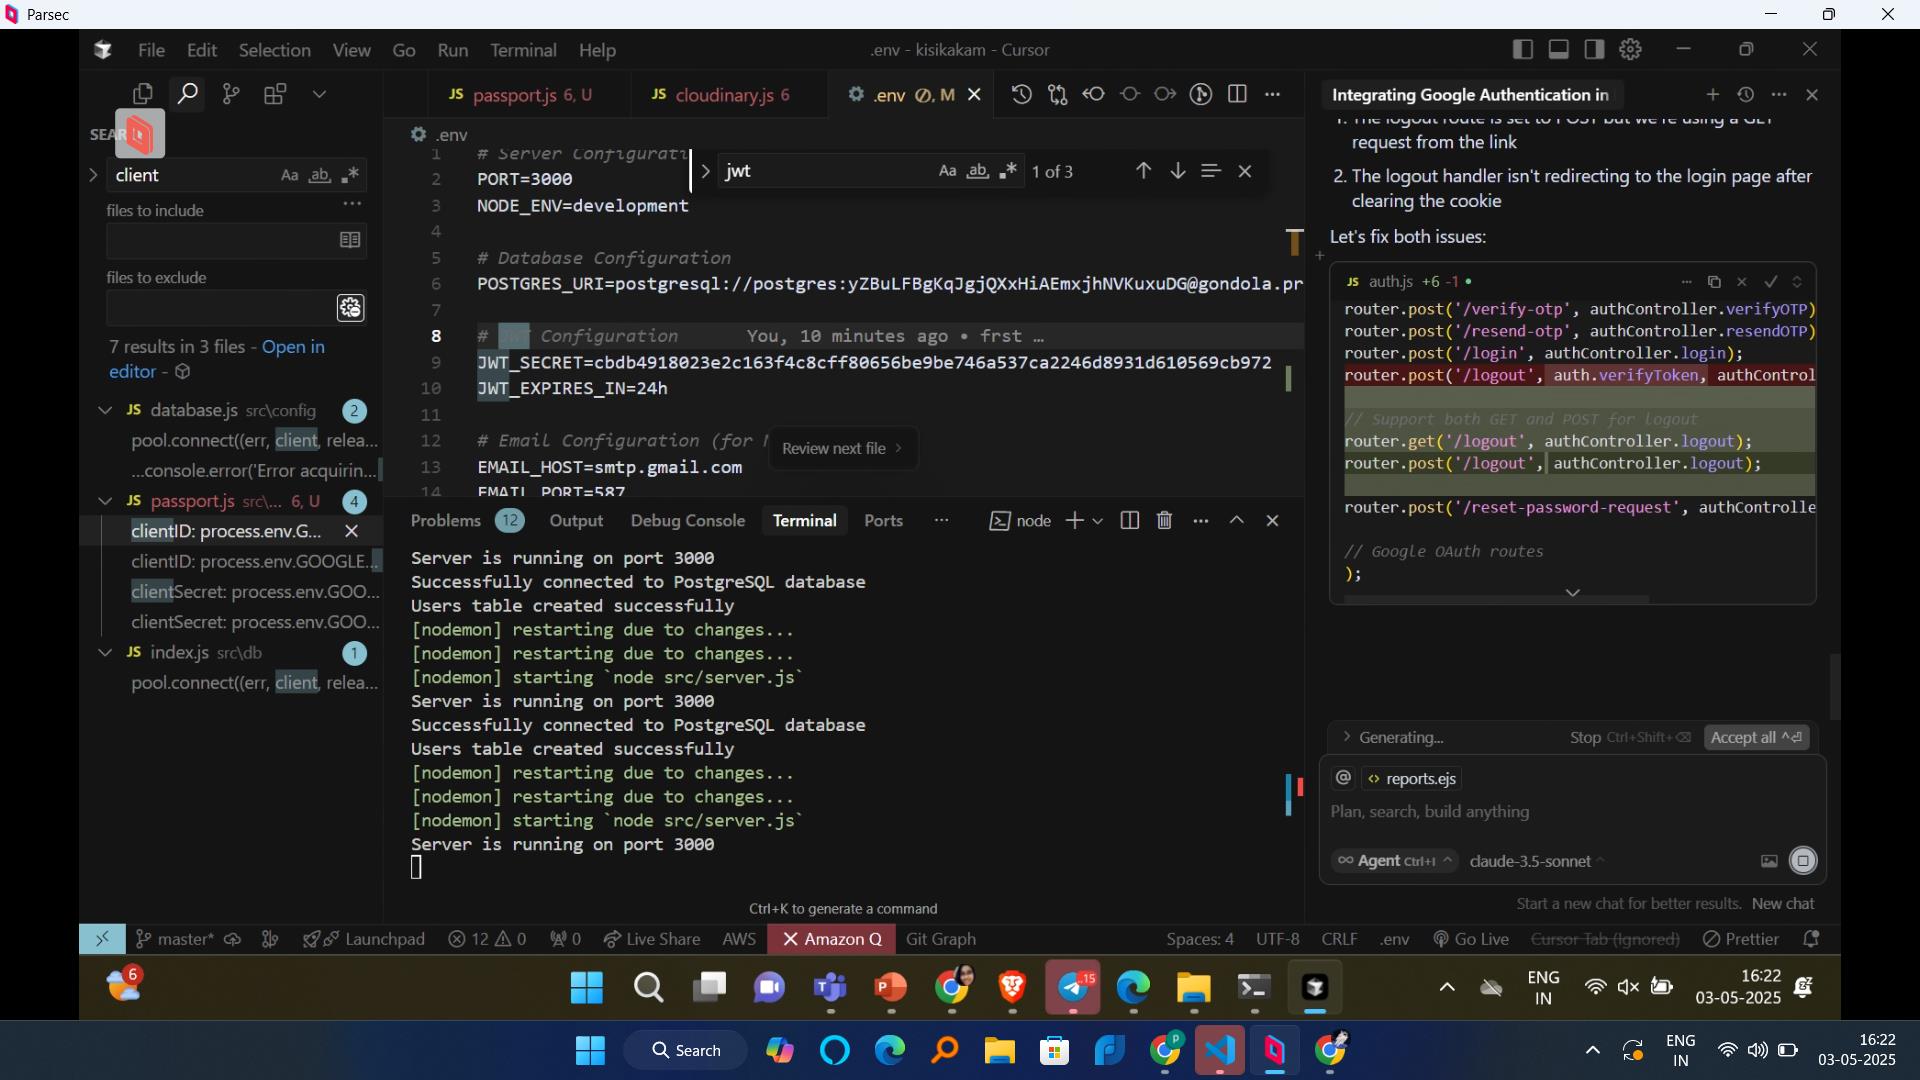 Parsec
File Edit Selection View Go Run Terminal Help
.env - kisikakam - Cursor
JS passport.js 6, U
JS cloudinary.js 6
.env M
Integrating Google Authentication in
SEAR
client
files to include
files to exclude
7 results in 3 files - Open in
editor -
JS database.js src\config 2
pool.connect((err, client, relea...
...console.error('Error acquirin...
JS passport.js src\... 6, U 4
clientID: process.env.G...
clientID: process.env.GOOGLE...
clientSecret: process.env.GOO...
clientSecret: process.env.GOO...
JS index.js src\db 1
pool.connect((err, client, relea...
.env
jwt
Aa ab 1 of 3
1 # Server Configurati
2 PORT=3000
3 NODE_ENV=development
4
5 # Database Configuration
6 POSTGRES_URI=postgresql://postgres:yZBuLFBgKqJgjQXxHiAEmxjhNVKuxuDG@gondola.pr
7
8 # JWT Configuration You, 10 minutes ago • frst …
9 JWT_SECRET=cbdb4918023e2c163f4c8cff80656be9be746a537ca2246d8931d610569cb972
10 JWT_EXPIRES_IN=24h
11
12 # Email Configuration (for
13 EMAIL_HOST=smtp.gmail.com
14 EMAIL_PORT=587
Review next file
Problems 12 Output Debug Console Terminal Ports
node
Server is running on port 3000
Successfully connected to PostgreSQL database
Users table created successfully
[nodemon] restarting due to changes...
[nodemon] restarting due to changes...
[nodemon] starting `node src/server.js`
Server is running on port 3000
Successfully connected to PostgreSQL database
Users table created successfully
[nodemon] restarting due to changes...
[nodemon] restarting due to changes...
[nodemon] starting `node src/server.js`
Server is running on port 3000
Ctrl+K to generate a command
1. The logout route is set to POST but we're using a GET
request from the link
2. The logout handler isn't redirecting to the login page after
clearing the cookie
Let's fix both issues:
JS auth.js +6 -1 •
router.post('/verify-otp', authController.verifyOTP)
router.post('/resend-otp', authController.resendOTP)
router.post('/login', authController.login);
router.post('/logout', auth.verifyToken, authControl
// Support both GET and POST for logout
router.get('/logout', authController.logout);
router.post('/logout', authController.logout);
router.post('/reset-password-request', authControlle
// Google OAuth routes
);
Generating...
Stop Ctrl+Shift+⌫
Accept all ^⏎
@ reports.ejs
Plan, search, build anything
∞ Agent Ctrl+I
claude-3.5-sonnet
Start a new chat for better results. New chat
master* Launchpad 12 0 0 Live Share AWS Amazon Q Git Graph
Spaces: 4 UTF-8 CRLF .env Go Live Cursor Tab (Ignored) Prettier
6
15
ENG
IN
16:22
03-05-2025
Search
ENG
IN
16:22
03-05-2025